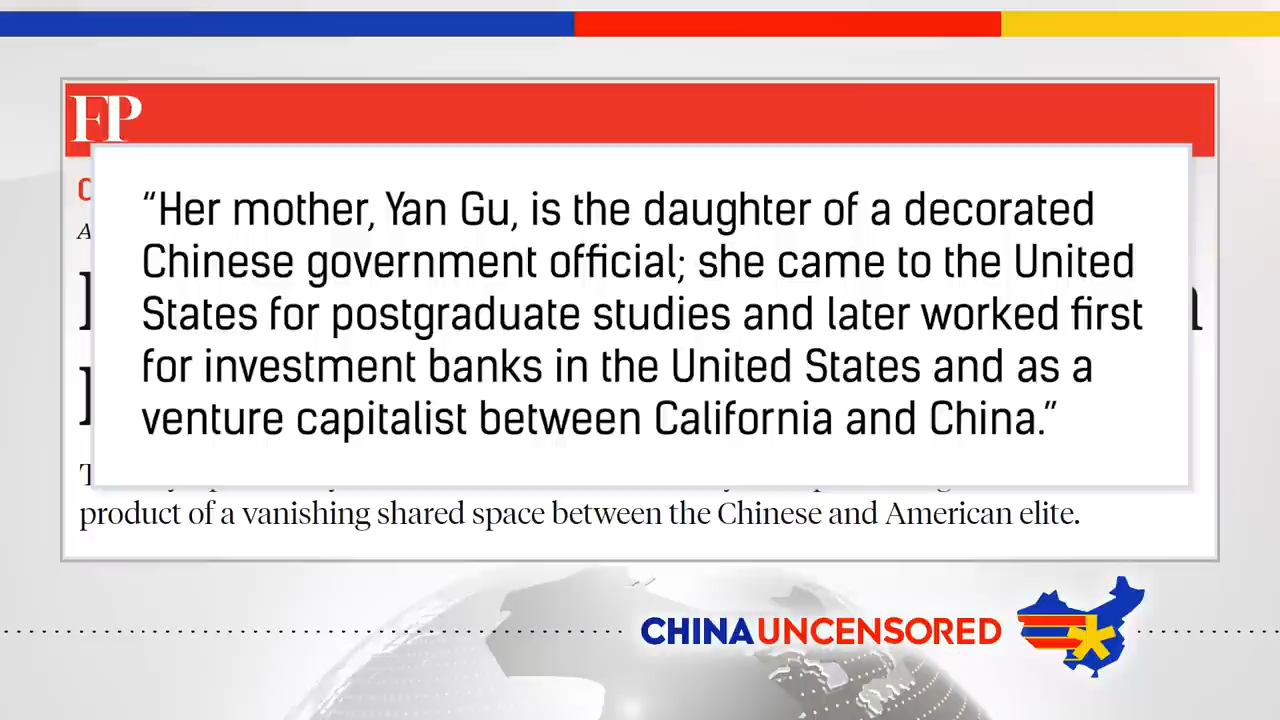 FP
“Her mother, Yan Gu, is the daughter of a decorated
Chinese government official; she came to the United
States for postgraduate studies and later worked first
for investment banks in the United States and as a
venture capitalist between California and China.”
product of a vanishing shared space between the Chinese and American elite.
CHINAUNCENSORED